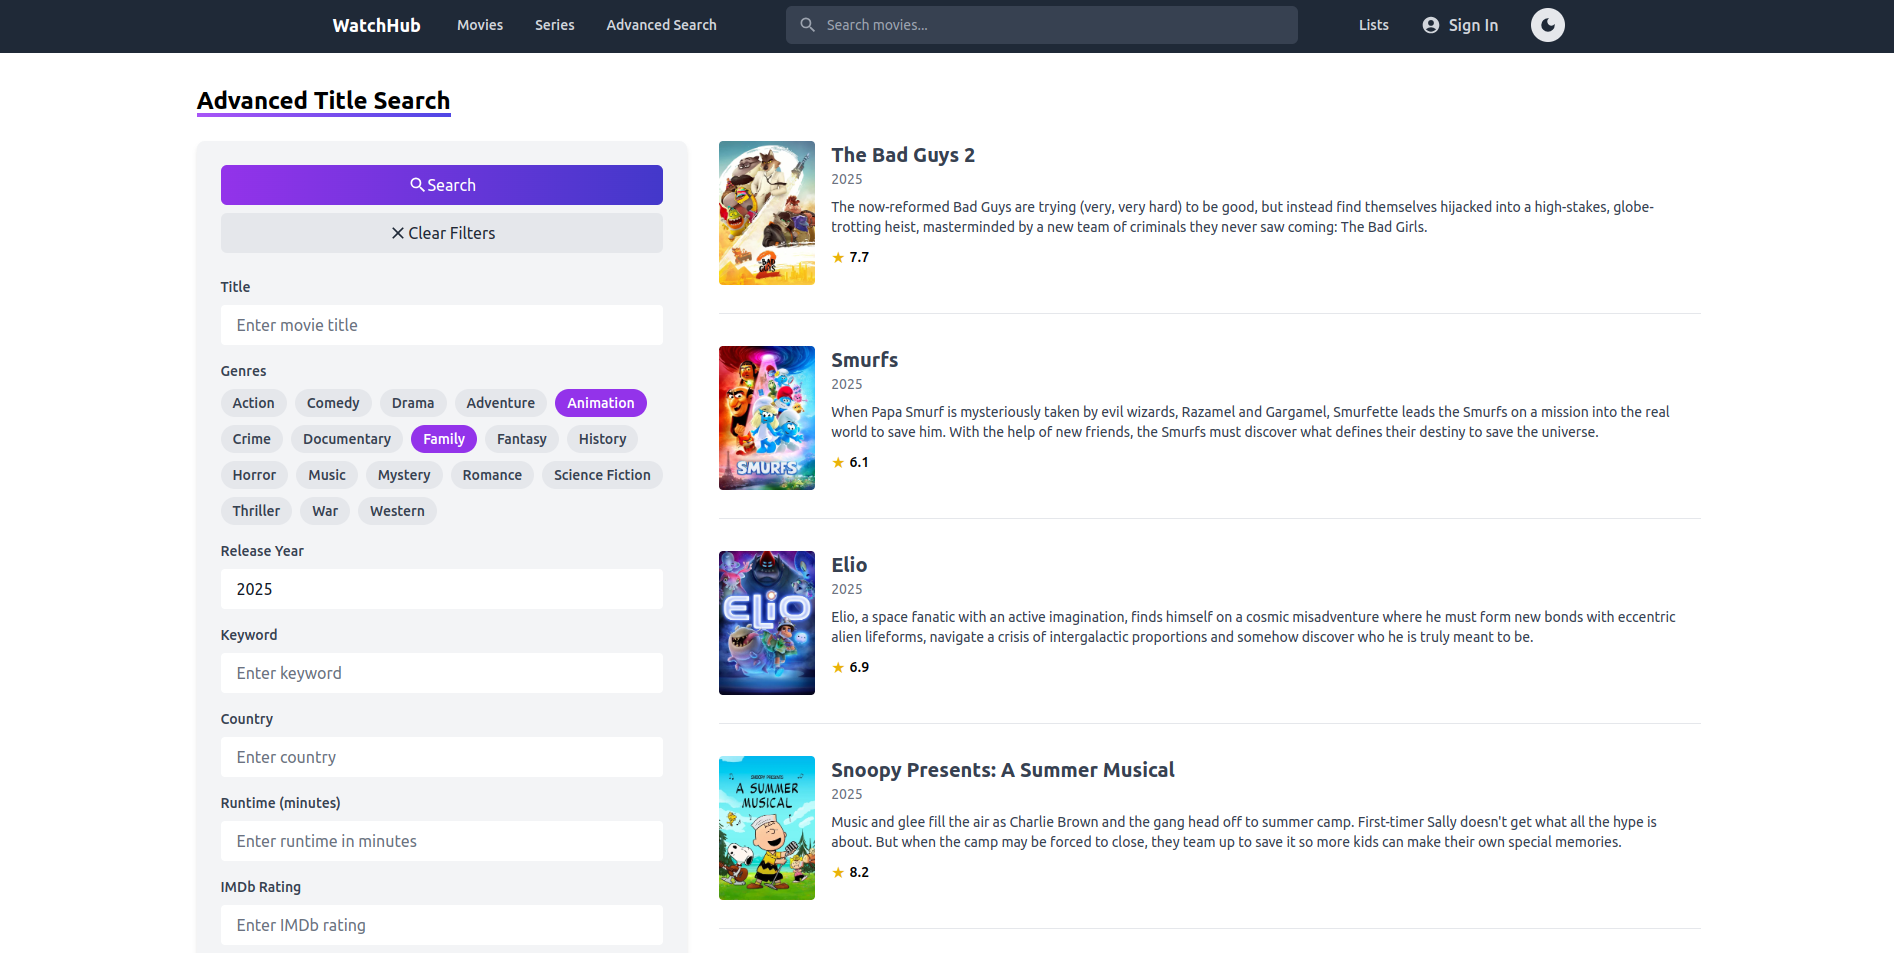 WatchHub Movies Series Advanced Search Search movies... Lists Sign In
Advanced Title Search
Search
Clear Filters
Title
Enter movie title
Genres
Action Comedy Drama Adventure Animation
Crime Documentary Family Fantasy History
Horror Music Mystery Romance Science Fiction
Thriller War Western
Release Year
2025
Keyword
Enter keyword
Country
Enter country
Runtime (minutes)
Enter runtime in minutes
IMDb Rating
Enter IMDb rating
2
BAD
GUYS
The Bad Guys 2
2025
The now-reformed Bad Guys are trying (very, very hard) to be good, but instead find themselves hijacked into a high-stakes, globe-
trotting heist, masterminded by a new team of criminals they never saw coming: The Bad Girls.
★ 7.7
SMURFS
Smurfs
2025
When Papa Smurf is mysteriously taken by evil wizards, Razamel and Gargamel, Smurfette leads the Smurfs on a mission into the real
world to save him. With the help of new friends, the Smurfs must discover what defines their destiny to save the universe.
★ 6.1
ELIO
Elio
2025
Elio, a space fanatic with an active imagination, finds himself on a cosmic misadventure where he must form new bonds with eccentric
alien lifeforms, navigate a crisis of intergalactic proportions and somehow discover who he is truly meant to be.
★ 6.9
SNOOPY PRESENTS
A SUMMER
MUSICAL
Snoopy Presents: A Summer Musical
2025
Music and glee fill the air as Charlie Brown and the gang head off to summer camp. First-timer Sally doesn't get what all the hype is
about. But when the camp may be forced to close, they team up to save it so more kids can make their own special memories.
★ 8.2